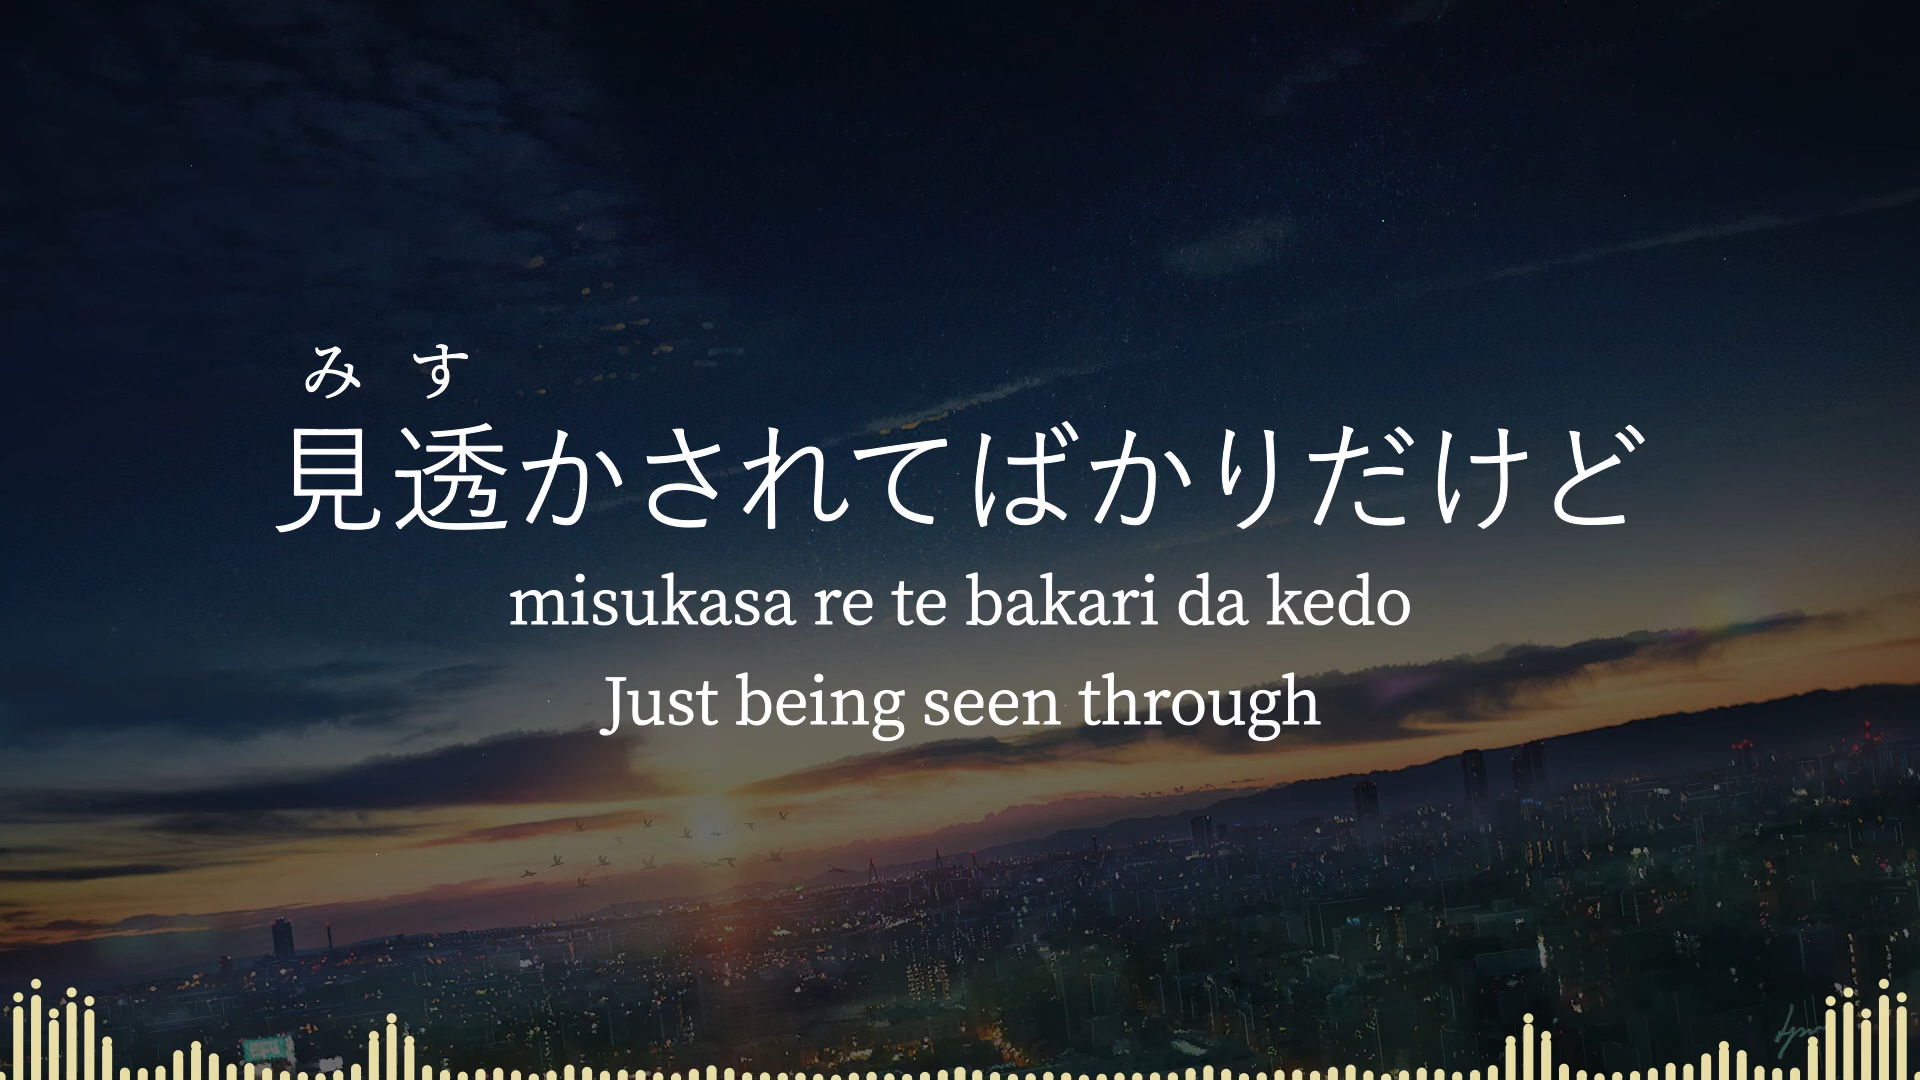 み す
見透かされてばかりだけど
misukasa re te bakari da kedo
Just being seen through